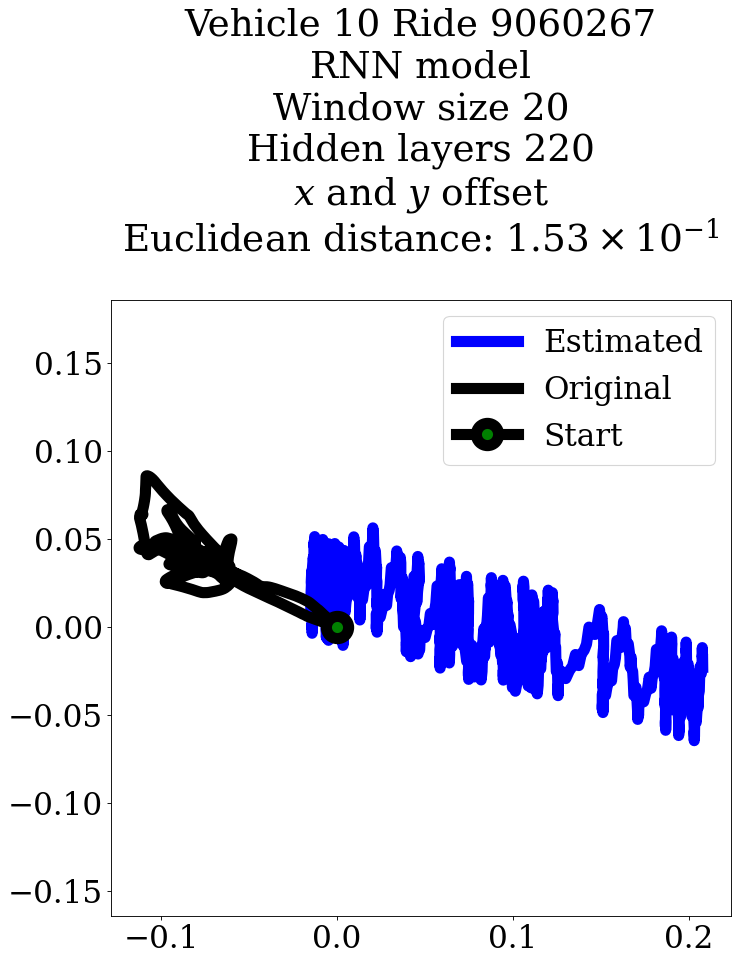 Vehicle 10 Ride 9060267
RNN model
Window size 20
Hidden layers 220
x and y offset
Euclidean distance: 1.53 × 10⁻¹
Estimated
Original
Start
0.15
0.10
0.05
0.00
−0.05
−0.10
−0.15
−0.1 0.0 0.1 0.2